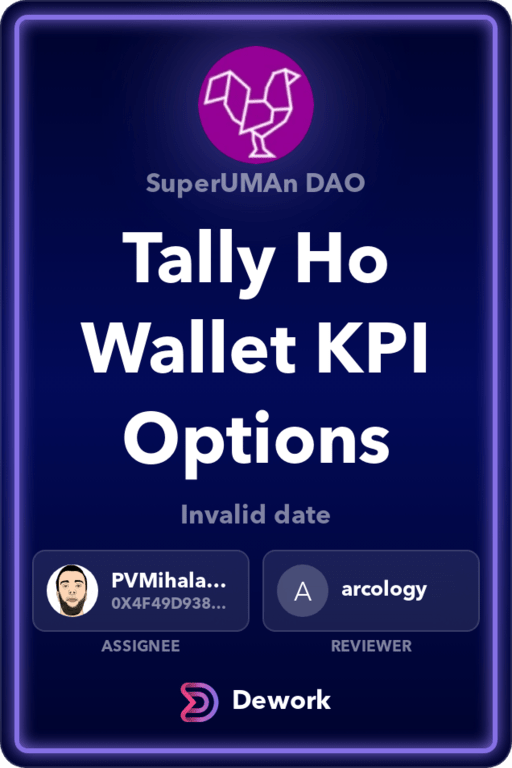 SuperUMAn DAO
Tally Ho
Wallet KPI
Options
Invalid date
PVMihala...
0X4F49D938...
ASSIGNEE
A
arcology
REVIEWER
Dework